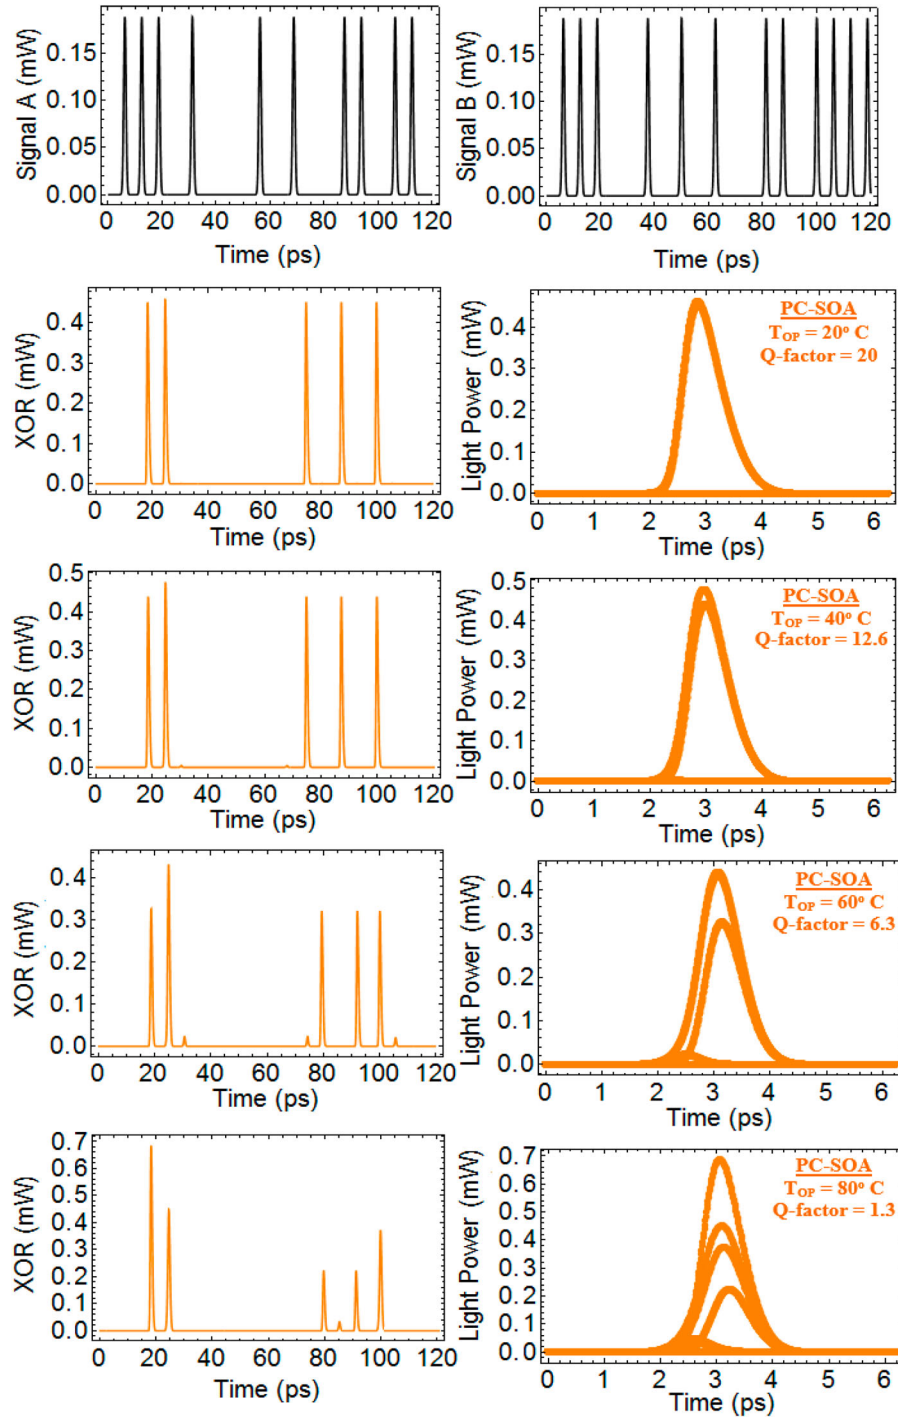 Signal A (mW)
0.15
0.10
0.05
0.00
0 20 40 60 80 100 120
Time (ps)
Signal B (mW)
0.15
0.10
0.05
0.00
0 20 40 60 80 100 120
Time (ps)
XOR (mW)
0.4
0.3
0.2
0.1
0.0
0 20 40 60 80 100 120
Time (ps)
Light Power (mW)
0.4
0.3
0.2
0.1
0.0
0 1 2 3 4 5 6
Time (ps)
PC-SOA
TOP = 20° C
Q-factor = 20
XOR (mW)
0.5
0.4
0.3
0.2
0.1
0.0
0 20 40 60 80 100 120
Time (ps)
Light Power (mW)
0.5
0.4
0.3
0.2
0.1
0.0
0 1 2 3 4 5 6
Time (ps)
PC-SOA
TOP = 40° C
Q-factor = 12.6
XOR (mW)
0.4
0.3
0.2
0.1
0.0
0 20 40 60 80 100 120
Time (ps)
Light Power (mW)
0.4
0.3
0.2
0.1
0.0
0 1 2 3 4 5 6
Time (ps)
PC-SOA
TOP = 60° C
Q-factor = 6.3
XOR (mW)
0.7
0.6
0.5
0.4
0.3
0.2
0.1
0.0
0 20 40 60 80 100 120
Time (ps)
Light Power (mW)
0.7
0.6
0.5
0.4
0.3
0.2
0.1
0.0
0 1 2 3 4 5 6
Time (ps)
PC-SOA
TOP = 80° C
Q-factor = 1.3